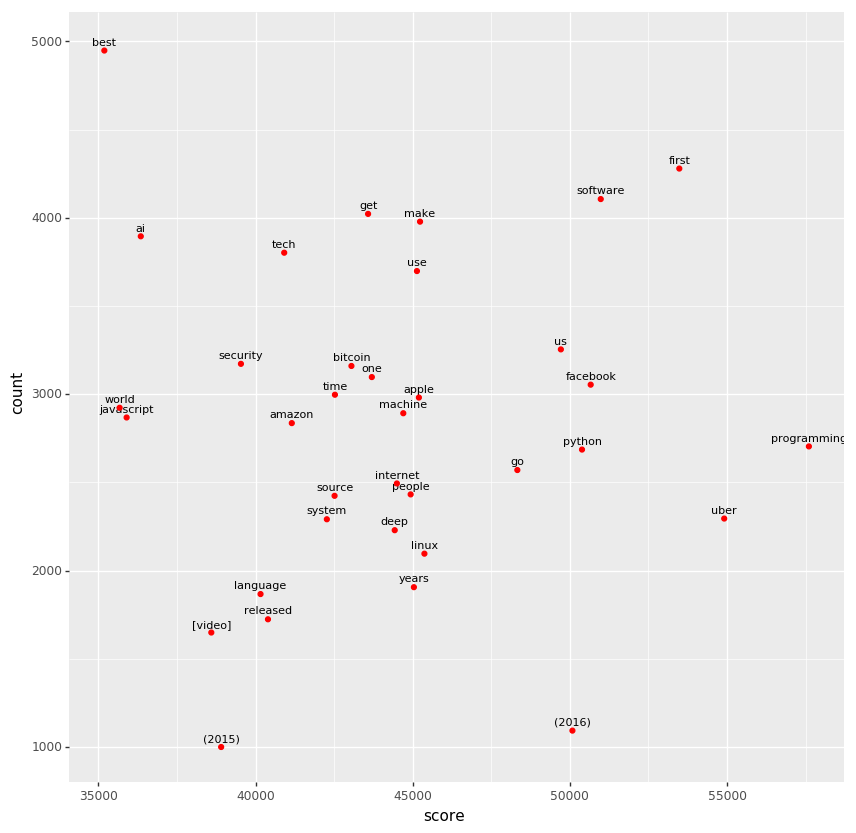 5000
best
first
software
get
make
4000
ai
tech
use
us
security
bitcoin
one
facebook
3000
time
apple
world
machine
javascript
amazon
python
programming
go
internet
people
source
system
uber
deep
linux
2000
years
language
released
[video]
(2016)
(2015)
1000
count
35000 40000 45000 50000 55000
score